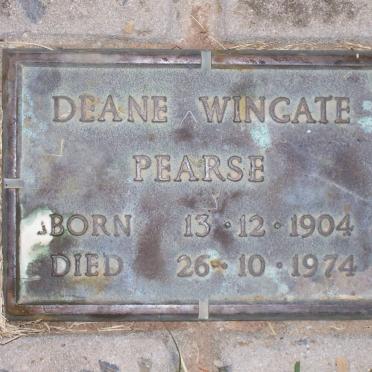 DEANE WINGATE
PEARSE
BORN 13·12·1904
DIED 26·10·1974